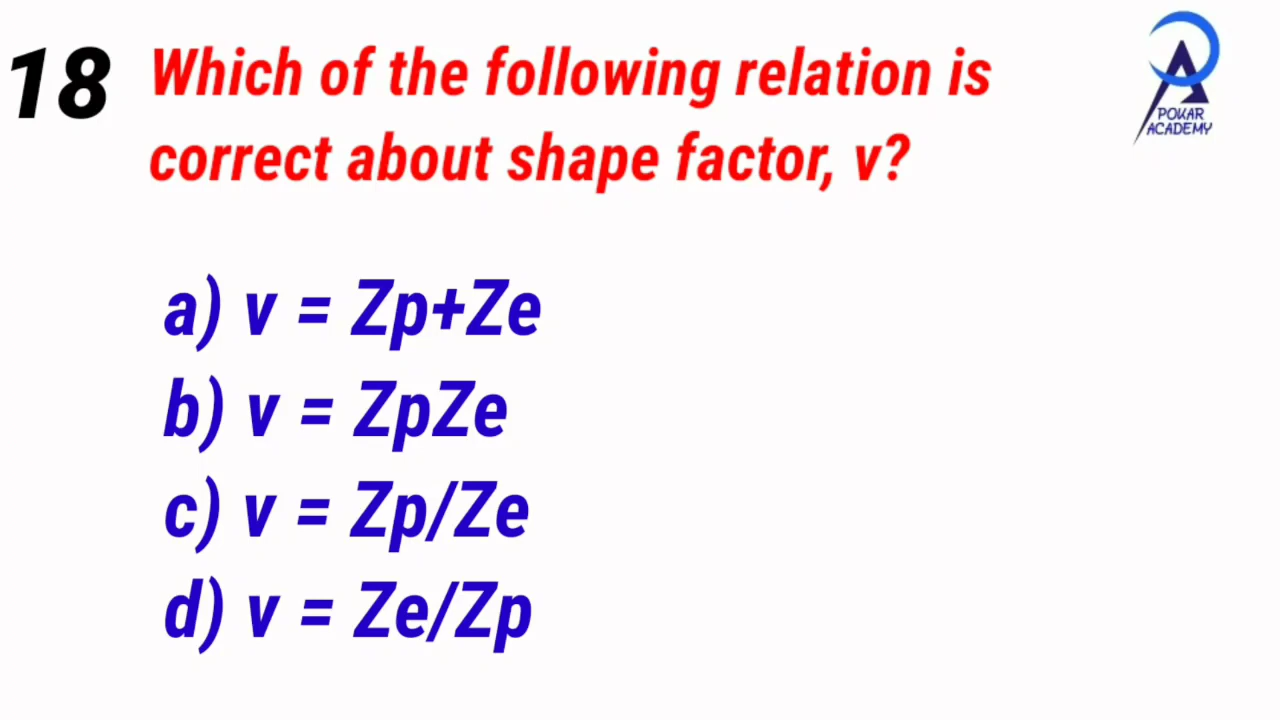 18
Which of the following relation is
correct about shape factor, v?
POKAR
ACADEMY
a) v = Zp+Ze
b) v = ZpZe
c) v = Zp/Ze
d) v = Ze/Zp